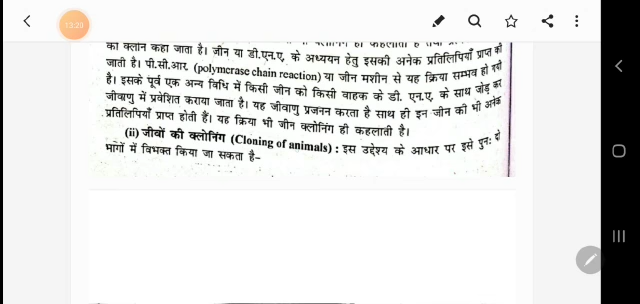 13:20
को क्लोन कहा जाता है। जीन या डी.एन.ए. के अध्ययन हेतु इसकी अनेक प्रतिलिपियाँ प्राप्त की
जाती है। पी.सी.आर. (polymerase chain reaction) या जीन मशीन से यह क्रिया सम्भव हो गयी
है। इसके पूर्व एक अन्य विधि में किसी जीन को किसी वाहक के डी. एन.ए. के साथ जोड़ कर
जीवाणु में प्रवेशित कराया जाता है। यह जीवाणु प्रजनन करता है साथ ही इन जीन की भी अनेक
प्रतिलिपियाँ प्राप्त होती हैं। यह क्रिया भी जीन क्लोनिंग ही कहलाती है।
(ii) जीवों की क्लोनिंग (Cloning of animals) : इस उद्देश्य के आधार पर इसे पुनः दो
भागों में विभक्त किया जा सकता है–